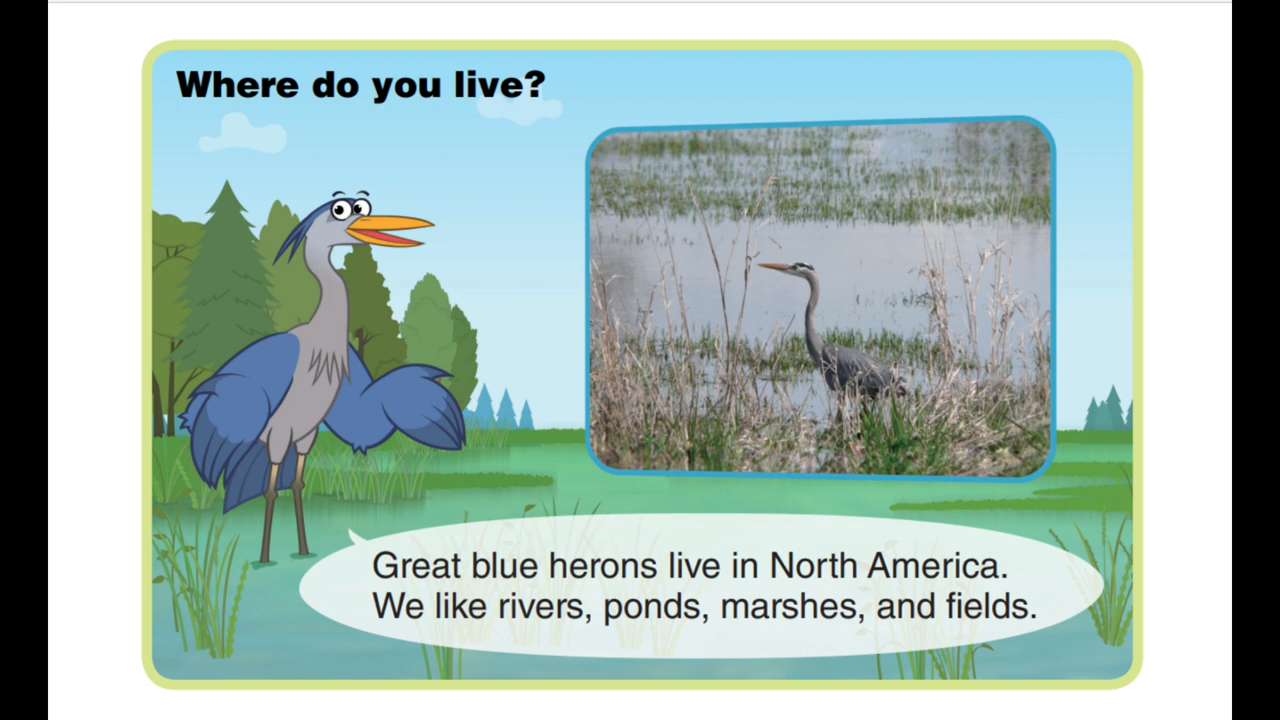 Where do you live?
Great blue herons live in North America.
We like rivers, ponds, marshes, and fields.